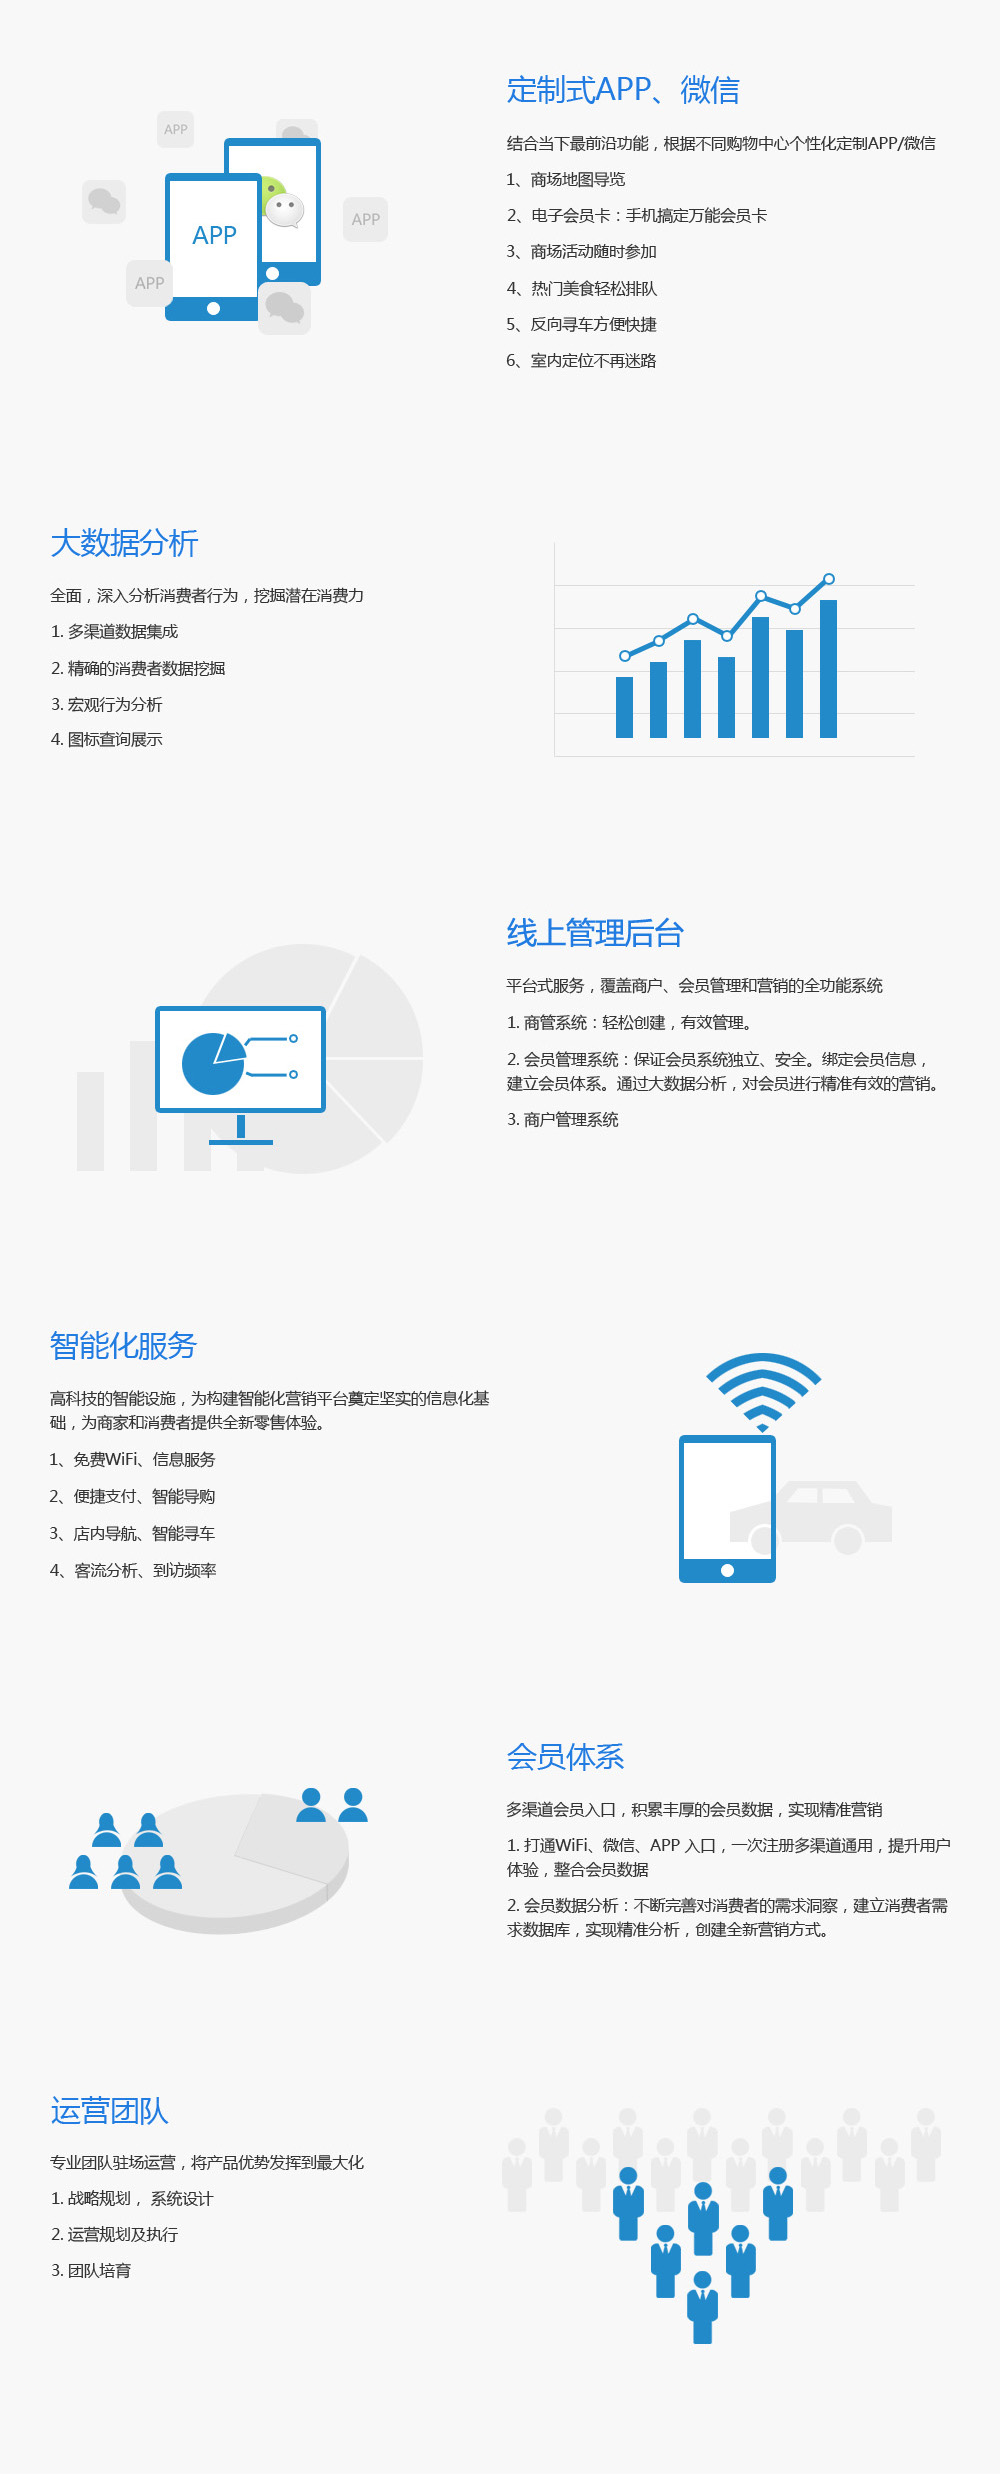 定制式APP、微信
结合当下最前沿功能，根据不同购物中心个性化定制APP/微信
1、商场地图导览
2、电子会员卡：手机搞定万能会员卡
3、商场活动随时参加
4、热门美食轻松排队
5、反向寻车方便快捷
6、室内定位不再迷路
APP
APP
APP
APP
大数据分析
全面，深入分析消费者行为，挖掘潜在消费力
1. 多渠道数据集成
2. 精确的消费者数据挖掘
3. 宏观行为分析
4. 图标查询展示
线上管理后台
平台式服务，覆盖商户、会员管理和营销的全功能系统
1. 商管系统：轻松创建，有效管理。
2. 会员管理系统：保证会员系统独立、安全。绑定会员信息，
建立会员体系。通过大数据分析，对会员进行精准有效的营销。
3. 商户管理系统
智能化服务
高科技的智能设施，为构建智能化营销平台奠定坚实的信息化基
础，为商家和消费者提供全新零售体验。
1、免费WiFi、信息服务
2、便捷支付、智能导购
3、店内导航、智能寻车
4、客流分析、到访频率
会员体系
多渠道会员入口，积累丰厚的会员数据，实现精准营销
1. 打通WiFi、微信、APP 入口，一次注册多渠道通用，提升用户
体验，整合会员数据
2. 会员数据分析：不断完善对消费者的需求洞察，建立消费者需
求数据库，实现精准分析，创建全新营销方式。
运营团队
专业团队驻场运营，将产品优势发挥到最大化
1. 战略规划， 系统设计
2. 运营规划及执行
3. 团队培育